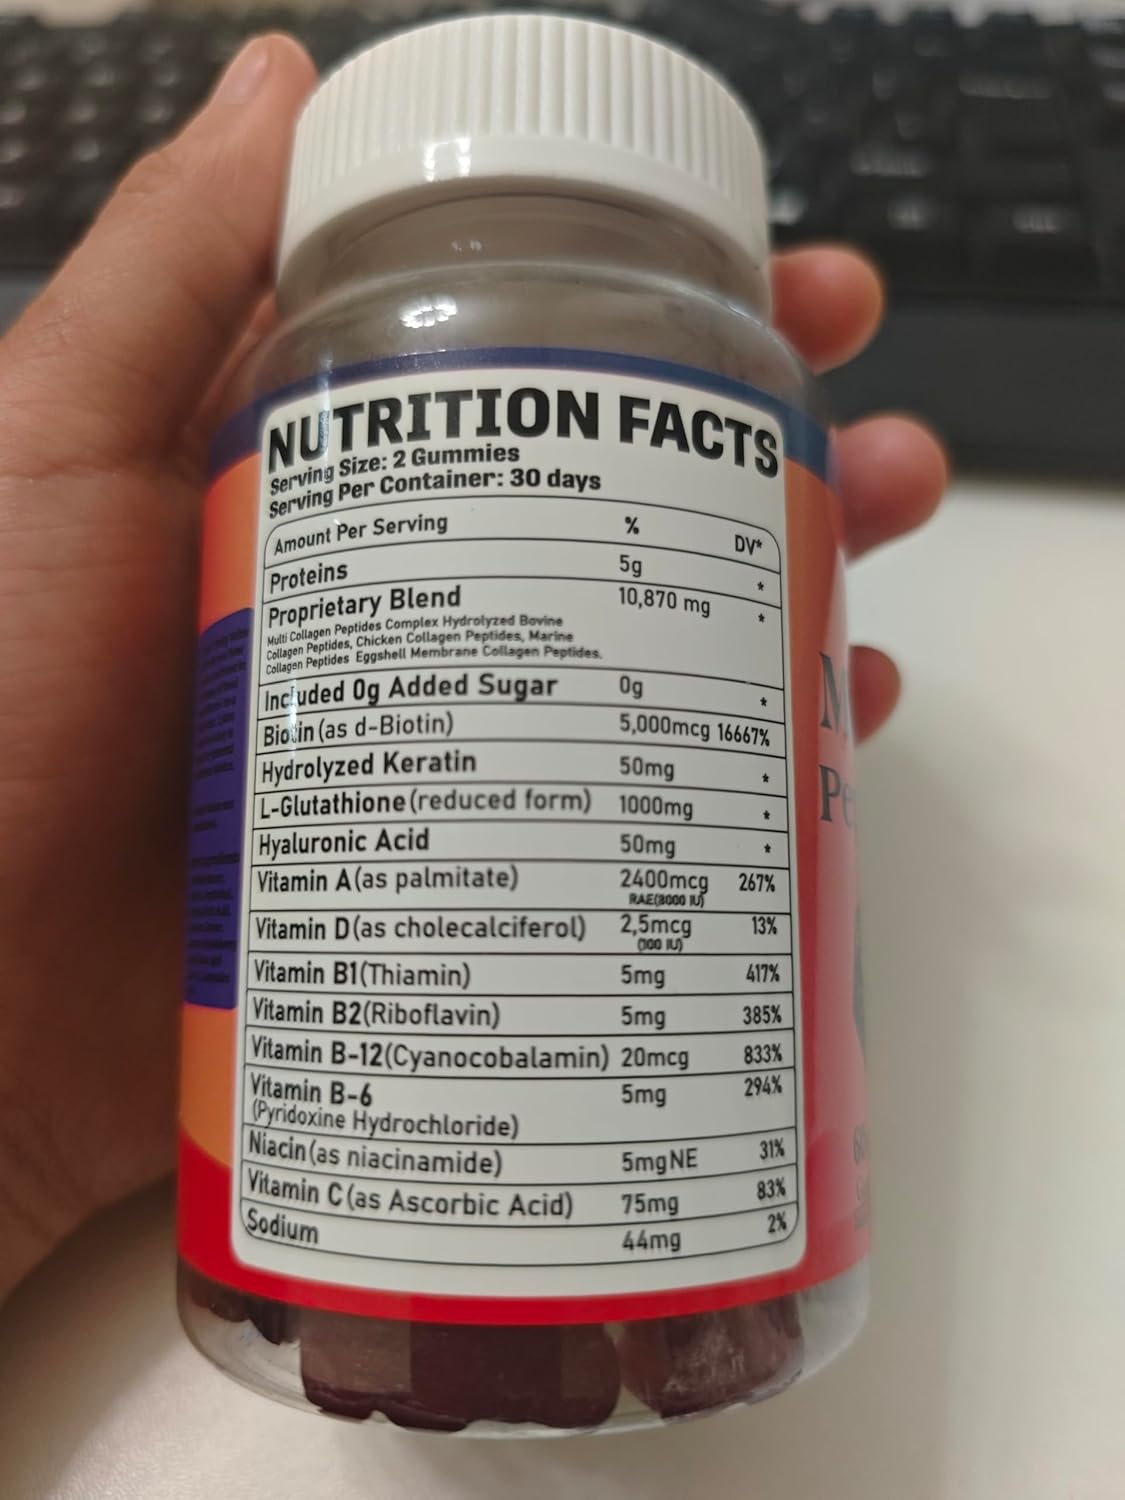 NUTRITION FACTS
Serving Size: 2 Gummies
Serving Per Container: 30 days
Amount Per Serving % DV*
Proteins 5g *
Proprietary Blend 10,870 mg *
Multi Collagen Peptides Complex Hydrolyzed Bovine
Collagen Peptides, Chicken Collagen Peptides, Marine
Collagen Peptides Eggshell Membrane Collagen Peptides.
Included 0g Added Sugar 0g *
Biotin (as d-Biotin) 5,000mcg 16667%
Hydrolyzed Keratin 50mg *
L-Glutathione (reduced form) 1000mg *
Hyaluronic Acid 50mg *
Vitamin A (as palmitate) 2400mcg 267%
RAE(8000 IU)
Vitamin D (as cholecalciferol) 2,5mcg 13%
(100 IU)
Vitamin B1 (Thiamin) 5mg 417%
Vitamin B2 (Riboflavin) 5mg 385%
Vitamin B-12 (Cyanocobalamin) 20mcg 833%
Vitamin B-6 5mg 294%
(Pyridoxine Hydrochloride)
Niacin (as niacinamide) 5mg NE 31%
Vitamin C (as Ascorbic Acid) 75mg 83%
Sodium 44mg 2%